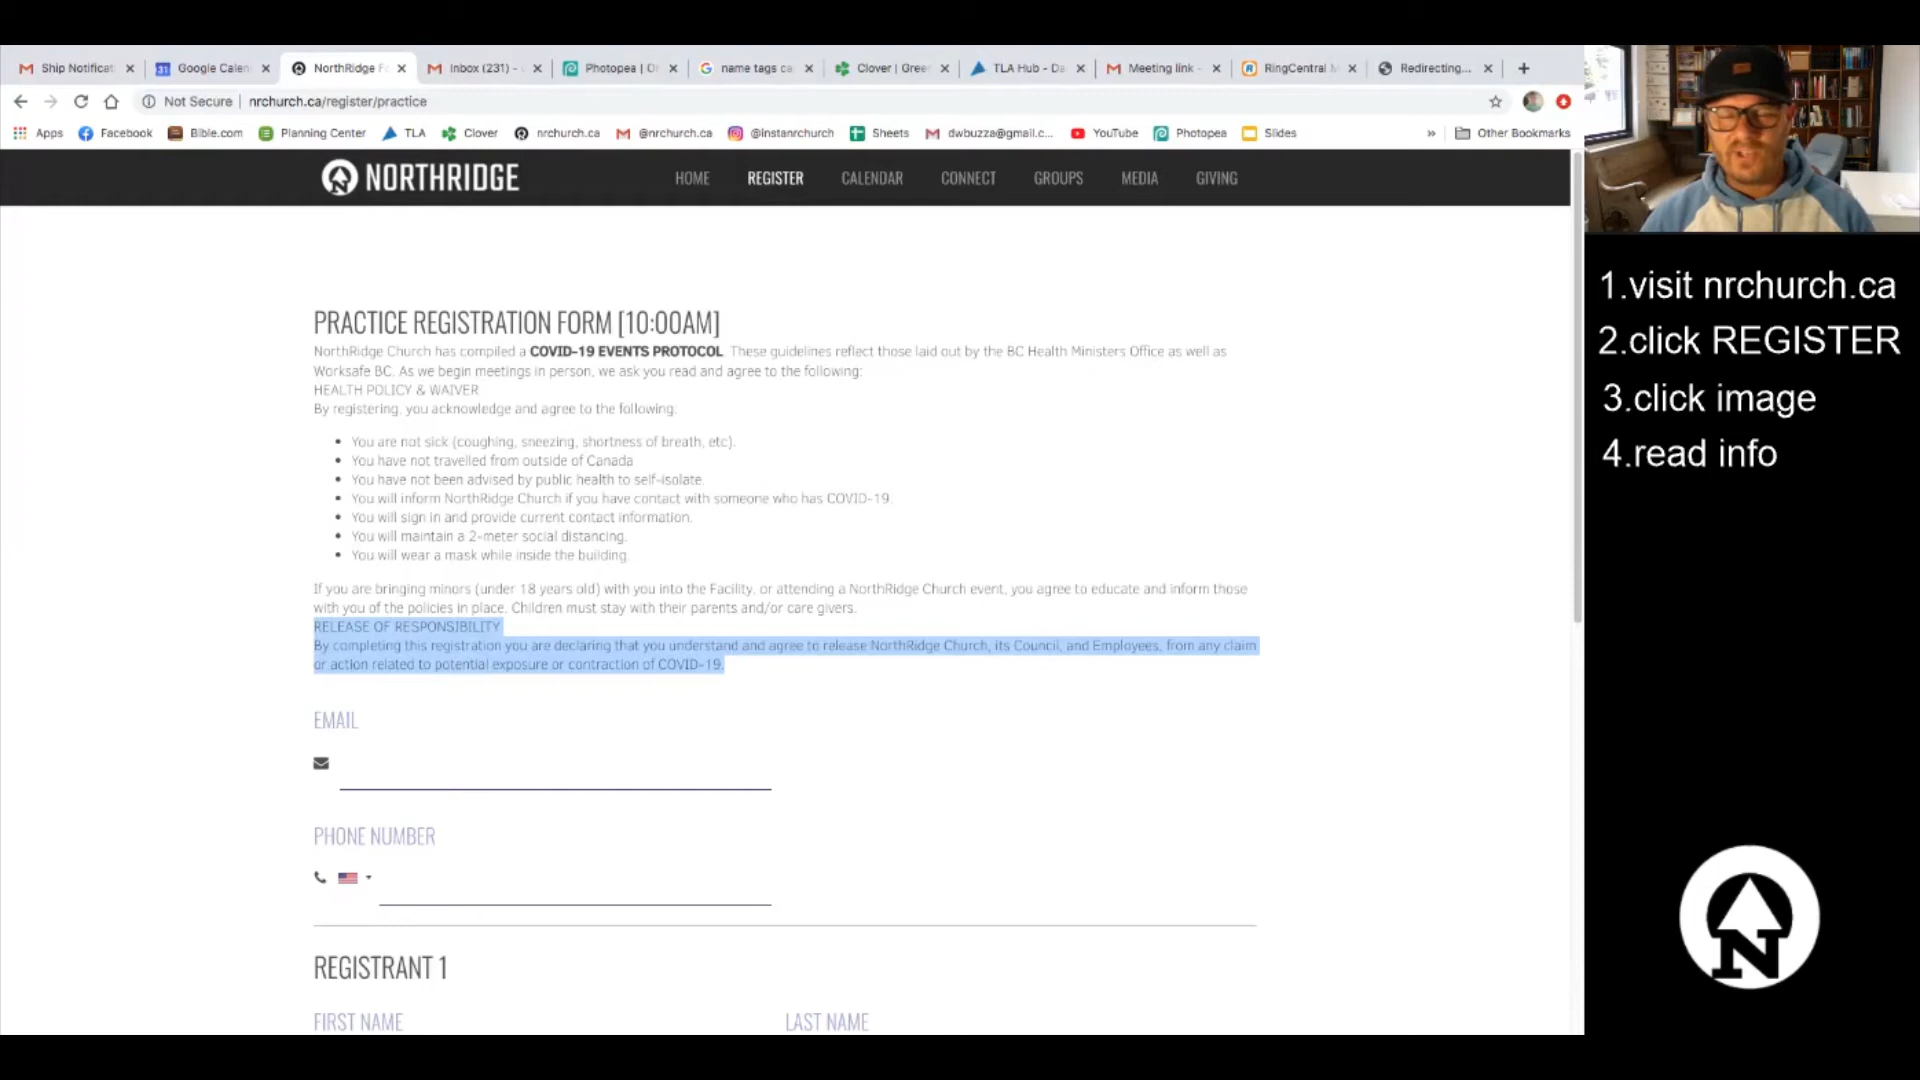 Ship Notificat
Google Calen
NorthRidge Fo
Inbox (231) -
Photopea | O
name tags ca
Clover | Gree
TLA Hub - Da
Meeting link -
RingCentral M
Redirecting...
Not Secure | nrchurch.ca/register/practice
Apps
Facebook
Bible.com
Planning Center
TLA
Clover
nrchurch.ca
@nrchurch.ca
@instanrchurch
Sheets
dwbuzza@gmail.c...
YouTube
Photopea
Slides
»
Other Bookmarks
NORTHRIDGE
HOME
REGISTER
CALENDAR
CONNECT
GROUPS
MEDIA
GIVING
PRACTICE REGISTRATION FORM [10:00AM]
NorthRidge Church has compiled a COVID-19 EVENTS PROTOCOL. These guidelines reflect those laid out by the BC Health Ministers Office as well as
Worksafe BC. As we begin meetings in person, we ask you read and agree to the following:
HEALTH POLICY & WAIVER
By registering, you acknowledge and agree to the following:
• You are not sick (coughing, sneezing, shortness of breath, etc).
• You have not travelled from outside of Canada
• You have not been advised by public health to self-isolate.
• You will inform NorthRidge Church if you have contact with someone who has COVID-19.
• You will sign in and provide current contact information.
• You will maintain a 2-meter social distancing.
• You will wear a mask while inside the building.
If you are bringing minors (under 18 years old) with you into the Facility, or attending a NorthRidge Church event, you agree to educate and inform those
with you of the policies in place. Children must stay with their parents and/or care givers.
RELEASE OF RESPONSIBILITY
By completing this registration you are declaring that you understand and agree to release NorthRidge Church, its Council, and Employees, from any claim
or action related to potential exposure or contraction of COVID-19.
EMAIL
PHONE NUMBER
REGISTRANT 1
FIRST NAME
LAST NAME
1.visit nrchurch.ca
2.click REGISTER
3.click image
4.read info
N